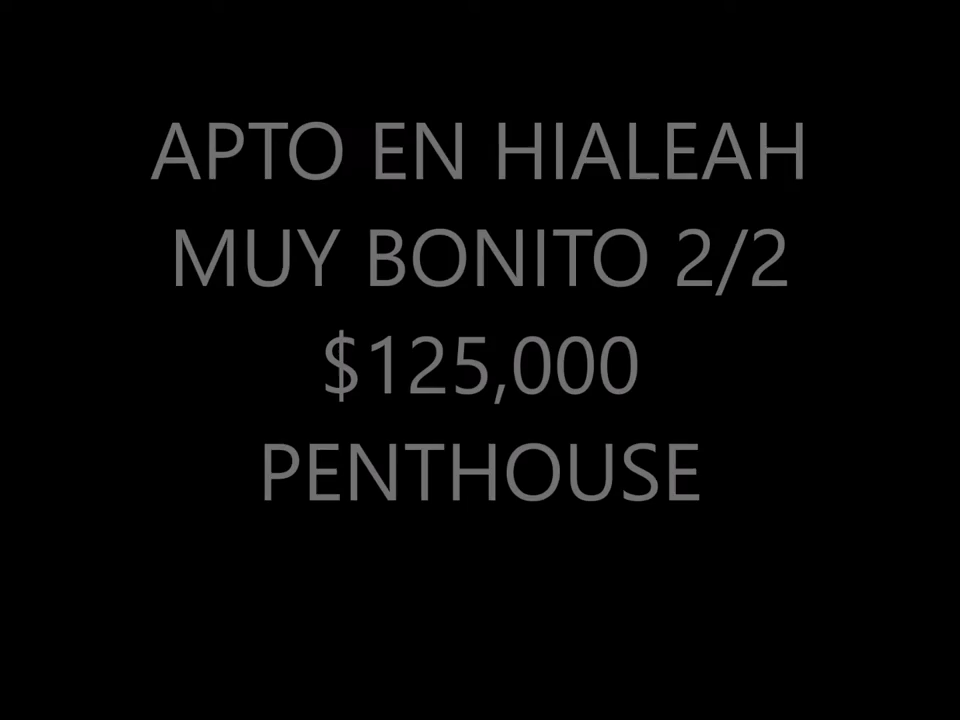 APTO EN HIALEAH
MUY BONITO 2/2
$125,000
PENTHOUSE